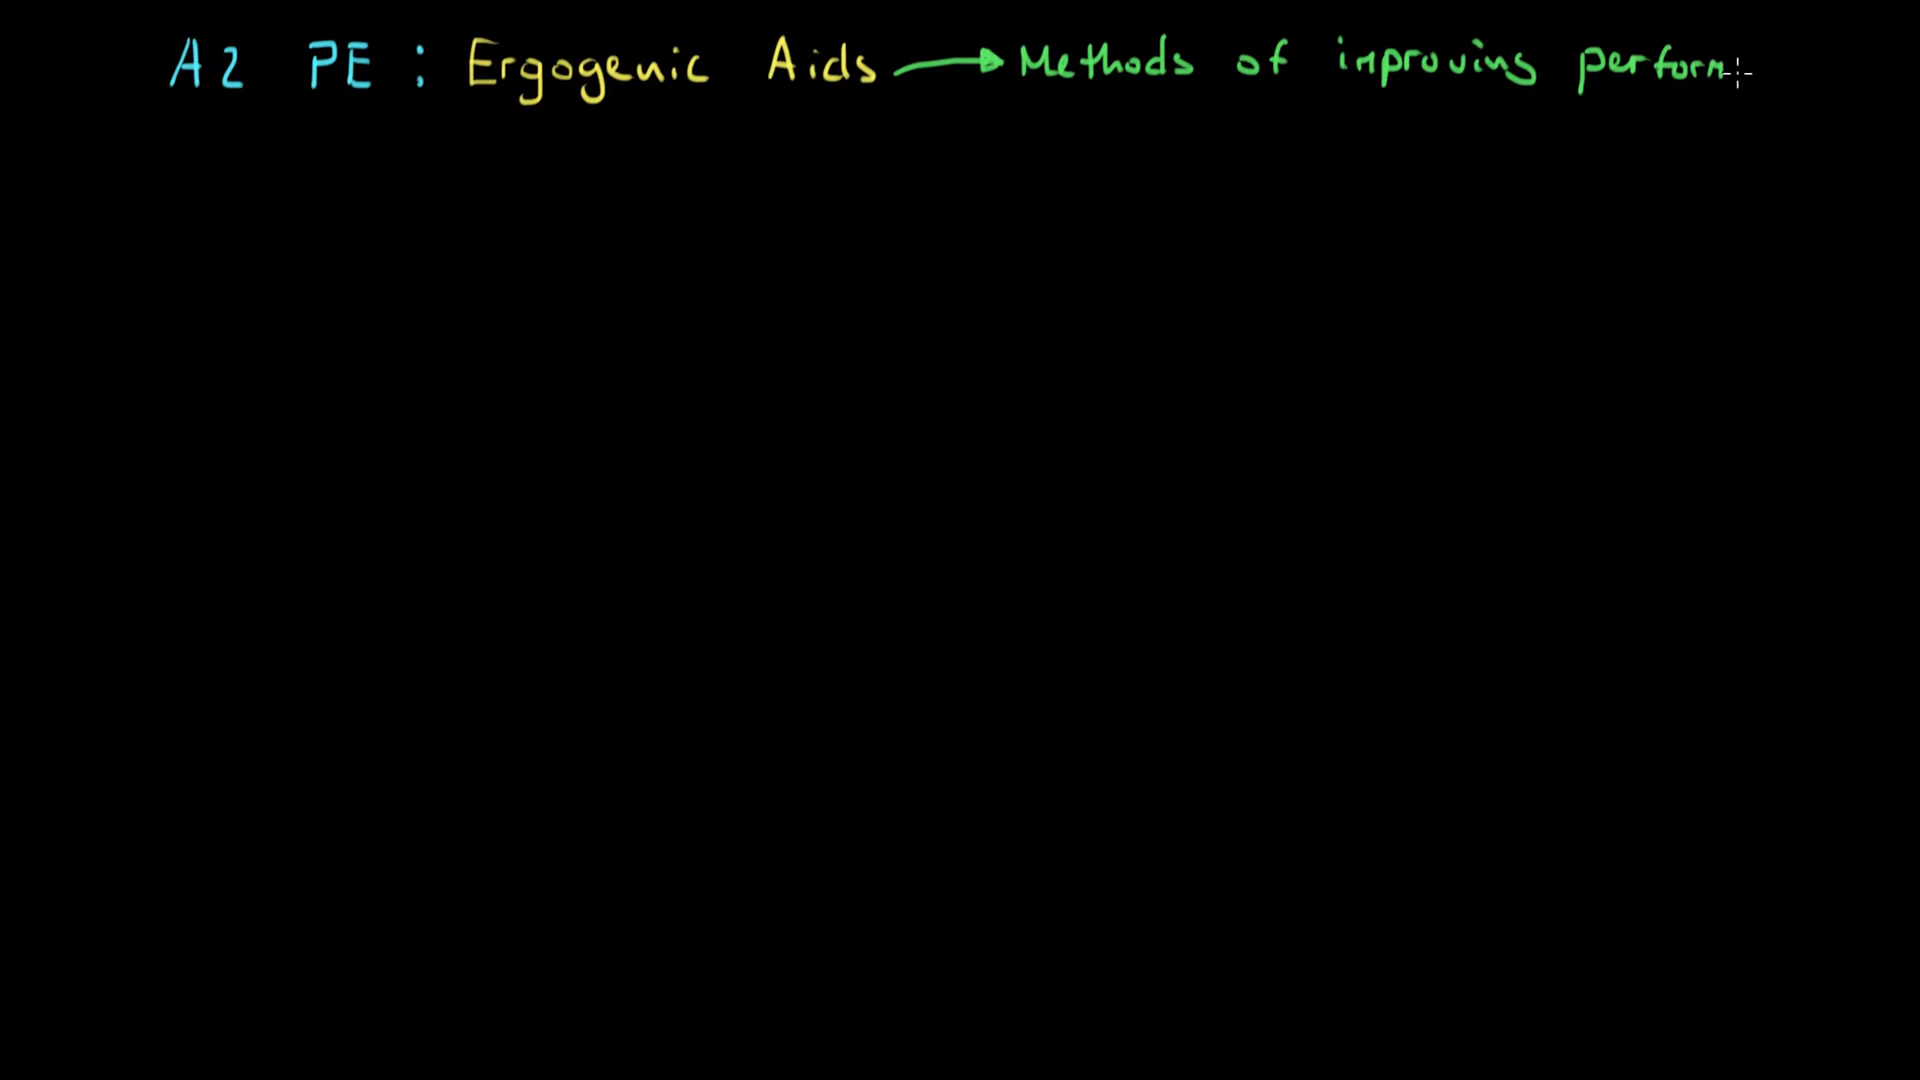 A2 PE : Ergogenic Aids → Methods of improving perform